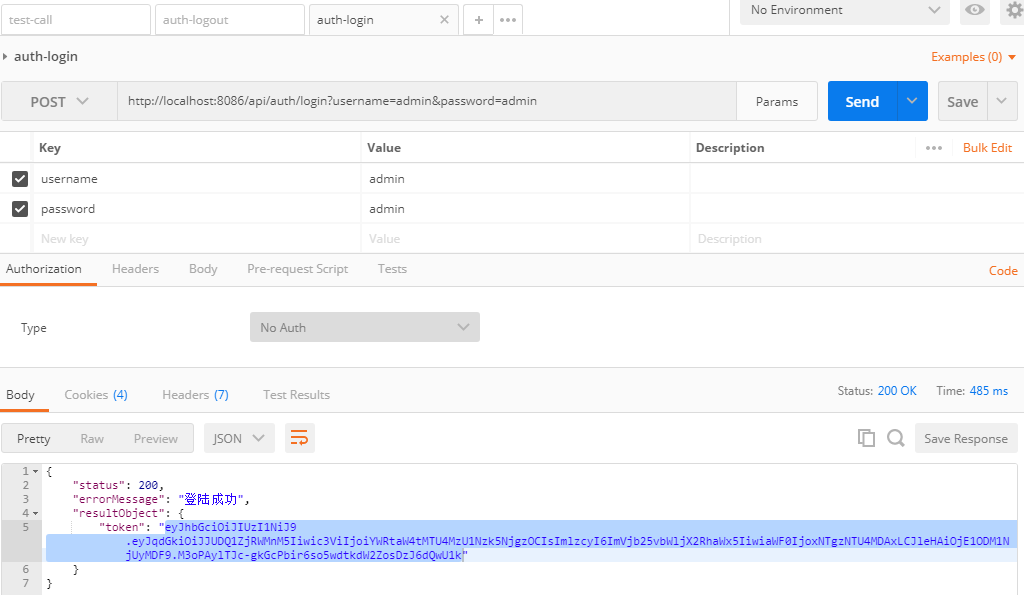 test-call auth-logout auth-login No Environment
auth-login Examples (0)
POST http://localhost:8086/api/auth/login?username=admin&password=admin Params Send Save
Key Value Description Bulk Edit
username admin
password admin
New key Value Description
Authorization Headers Body Pre-request Script Tests Code
Type No Auth
Body Cookies (4) Headers (7) Test Results Status: 200 OK Time: 485 ms
Pretty Raw Preview JSON Save Response
1 {
2 "status": 200,
3 "errorMessage": "登陆成功",
4 "resultObject": {
5 "token": "eyJhbGciOiJIUzI1NiJ9
.eyJqdGkiOiJJUDQ1ZjRWMnM5Iiwic3ViIjoiYWRtaW4tMTU4MzU1Nzk5NjgzOCIsImlzcyI6ImVjb25vbWljX2RhaWx5IiwiaWF0IjoxNTgzNTU4MDAxLCJleHAiOjE1ODM1N
jUyMDF9.M3oPAylTJc-gkGcPbir6so5wdtkdW2ZosDzJ6dQwU1k"
6 }
7 }